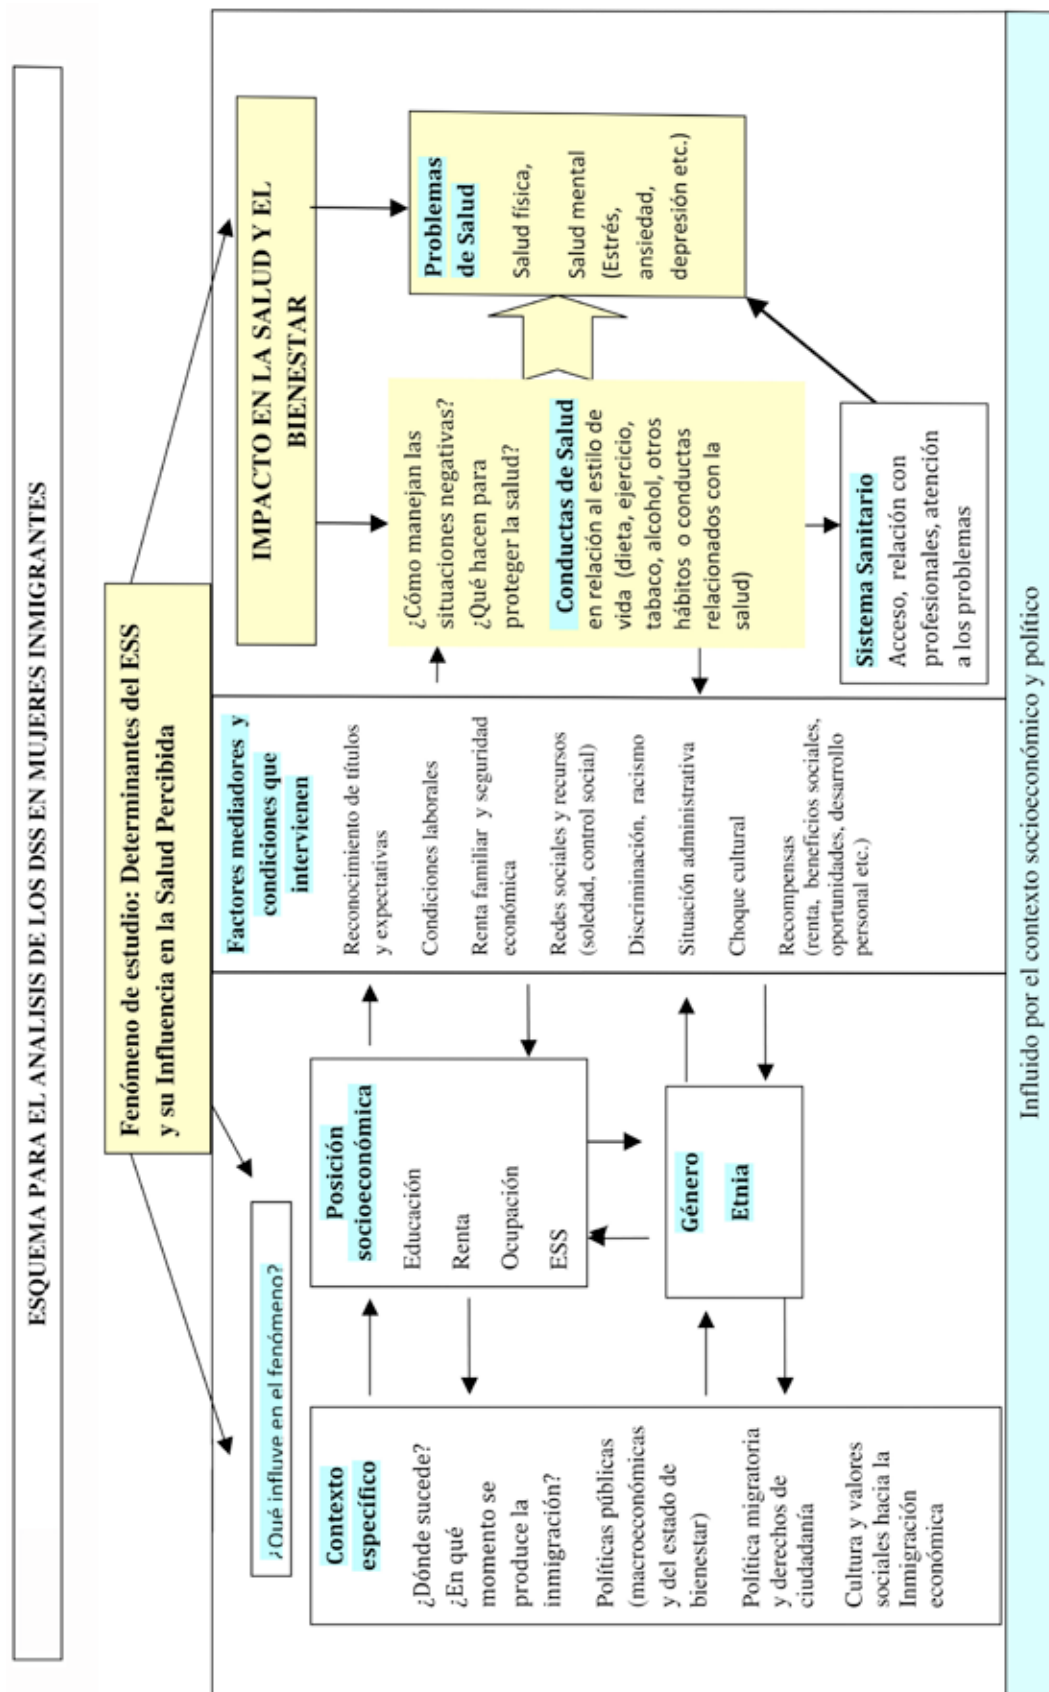 ESQUEMA PARA EL ANALISIS DE LOS DSS EN MUJERES INMIGRANTES
Fenómeno de estudio: Determinantes del ESS
y su Influencia en la Salud Percibida
¿Qué influye en el fenómeno?
Contexto
específico
¿Dónde sucede?
¿En qué
momento se
produce la
inmigración?
Políticas públicas
(macroeconómicas
y del estado de
bienestar)
Política migratoria
y derechos de
ciudadanía
Cultura y valores
sociales hacia la
Inmigración
económica
Posición
socioeconómica
Educación
Renta
Ocupación
ESS
Género
Etnia
Factores mediadores y
condiciones que
intervienen
Reconocimiento de títulos
y expectativas
Condiciones laborales
Renta familiar y seguridad
económica
Redes sociales y recursos
(soledad, control social)
Discriminación, racismo
Situación administrativa
Choque cultural
Recompensas
(renta, beneficios sociales,
oportunidades, desarrollo
personal etc.)
IMPACTO EN LA SALUD Y EL
BIENESTAR
¿Cómo manejan las
situaciones negativas?
¿Qué hacen para
proteger la salud?
Conductas de Salud
en relación al estilo de
vida (dieta, ejercicio,
tabaco, alcohol, otros
hábitos o conductas
relacionados con la
salud)
Problemas
de Salud
Salud física,
Salud mental
(Estrés,
ansiedad,
depresión etc.)
Sistema Sanitario
Acceso, relación con
profesionales, atención
a los problemas
Influido por el contexto socioeconómico y político